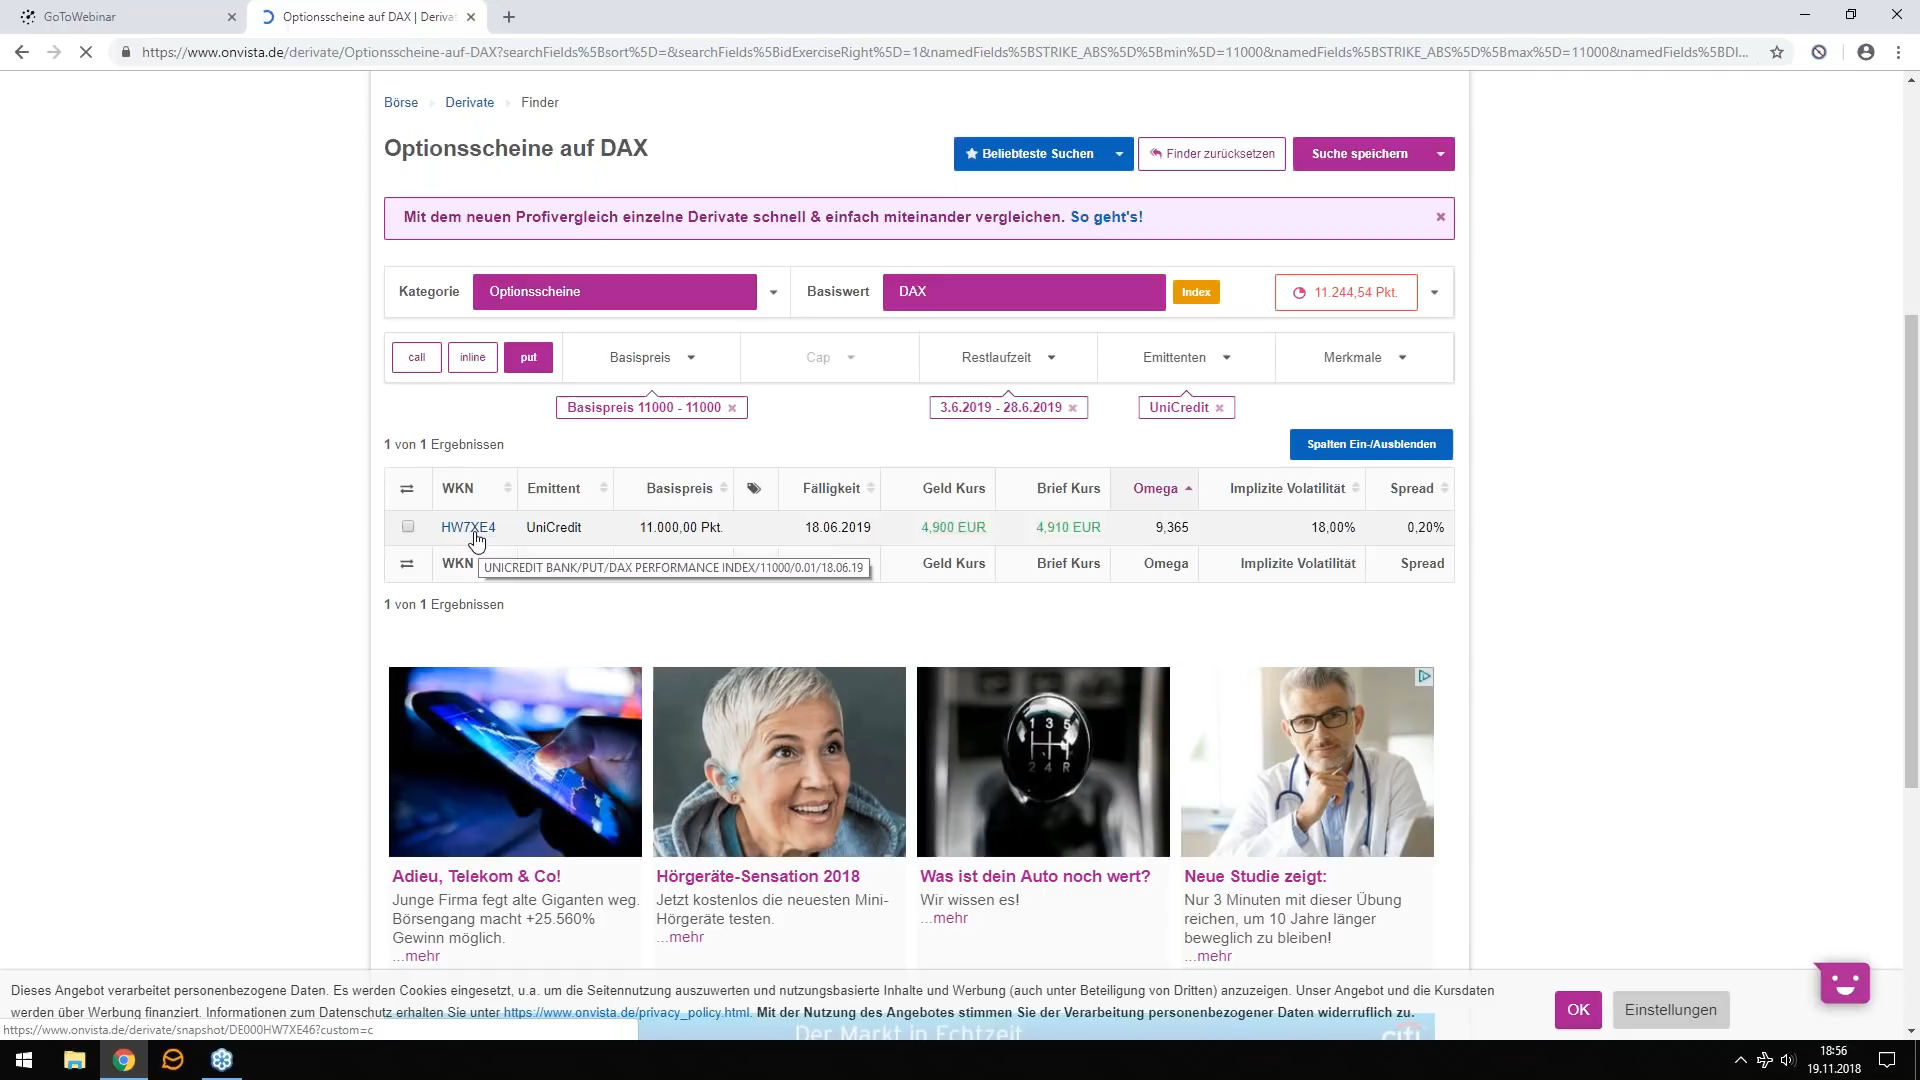 GoToWebinar
Optionsscheine auf DAX | Deriva
https://www.onvista.de/derivate/Optionsscheine-auf-DAX?searchFields%5Bsort%5D=&searchFields%5BidExerciseRight%5D=1&namedFields%5BSTRIKE_ABS%5D%5Bmin%5D=11000&namedFields%5BSTRIKE_ABS%5D%5Bmax%5D=11000&namedFields%5BDI...
Börse Derivate Finder
Optionsscheine auf DAX
Beliebteste Suchen Finder zurücksetzen Suche speichern
Mit dem neuen Profivergleich einzelne Derivate schnell & einfach miteinander vergleichen. So geht's!
Kategorie Optionsscheine Basiswert DAX Index 11.244,54 Pkt.
call inline put Basispreis Cap Restlaufzeit Emittenten Merkmale
Basispreis 11000 - 11000 3.6.2019 - 28.6.2019 UniCredit
1 von 1 Ergebnissen Spalten Ein-/Ausblenden
WKN Emittent Basispreis Fälligkeit Geld Kurs Brief Kurs Omega Implizite Volatilität Spread
HW7XE4 UniCredit 11.000,00 Pkt. 18.06.2019 4,900 EUR 4,910 EUR 9,365 18,00% 0,20%
WKN Geld Kurs Brief Kurs Omega Implizite Volatilität Spread
UNICREDIT BANK/PUT/DAX PERFORMANCE INDEX/11000/0.01/18.06.19
1 von 1 Ergebnissen
1 3 5
2 4 R
Adieu, Telekom & Co!
Junge Firma fegt alte Giganten weg.
Börsengang macht +25.560%
Gewinn möglich.
...mehr
Hörgeräte-Sensation 2018
Jetzt kostenlos die neuesten Mini-
Hörgeräte testen.
...mehr
Was ist dein Auto noch wert?
Wir wissen es!
...mehr
Neue Studie zeigt:
Nur 3 Minuten mit dieser Übung
reichen, um 10 Jahre länger
beweglich zu bleiben!
...mehr
Dieses Angebot verarbeitet personenbezogene Daten. Es werden Cookies eingesetzt, u.a. um die Seitennutzung auszuwerten und nutzungsbasierte Inhalte und Werbung (auch unter Beteiligung von Dritten) anzuzeigen. Unser Angebot und die Kursdaten
werden über Werbung finanziert. Informationen zum Datenschutz erhalten Sie unter https://www.onvista.de/privacy_policy.html. Mit der Nutzung des Angebotes stimmen Sie der Verarbeitung personenbezogener Daten widerruflich zu.
OK Einstellungen
https://www.onvista.de/derivate/snapshot/DE000HW7XE46?custom=c
Der Markt in Echtzeit
citi
18:56
19.11.2018